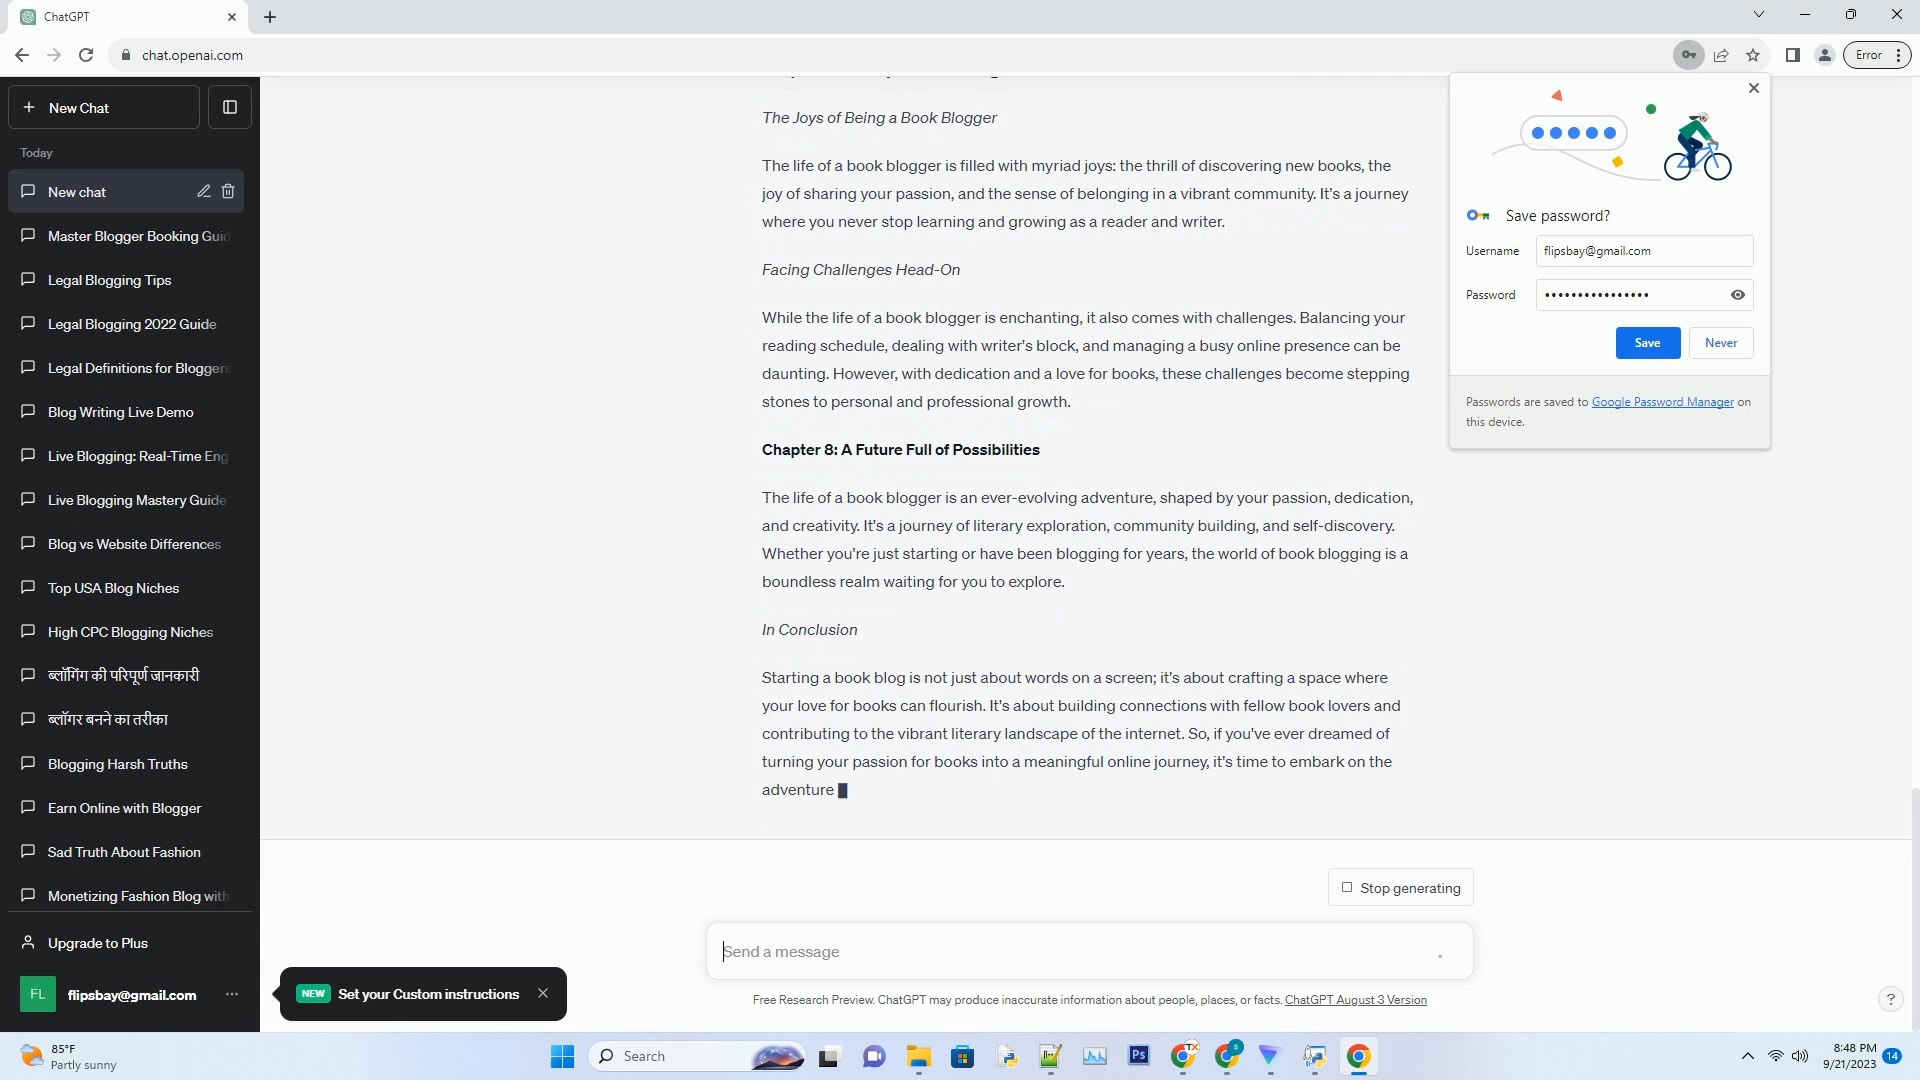 ChatGPT
chat.openai.com
Error
New Chat
Today
New chat
Master Blogger Booking Guid
Legal Blogging Tips
Legal Blogging 2022 Guide
Legal Definitions for Bloggers
Blog Writing Live Demo
Live Blogging: Real-Time Eng
Live Blogging Mastery Guide
Blog vs Website Differences
Top USA Blog Niches
High CPC Blogging Niches
ब्लॉगिंग की परिपूर्ण जानकारी
ब्लॉगर बनने का तरीका
Blogging Harsh Truths
Earn Online with Blogger
Sad Truth About Fashion
Monetizing Fashion Blog with
Upgrade to Plus
FL
flipsbay@gmail.com
The Joys of Being a Book Blogger
The life of a book blogger is filled with myriad joys: the thrill of discovering new books, the
joy of sharing your passion, and the sense of belonging in a vibrant community. It's a journey
where you never stop learning and growing as a reader and writer.
Facing Challenges Head-On
While the life of a book blogger is enchanting, it also comes with challenges. Balancing your
reading schedule, dealing with writer's block, and managing a busy online presence can be
daunting. However, with dedication and a love for books, these challenges become stepping
stones to personal and professional growth.
Chapter 8: A Future Full of Possibilities
The life of a book blogger is an ever-evolving adventure, shaped by your passion, dedication,
and creativity. It's a journey of literary exploration, community building, and self-discovery.
Whether you're just starting or have been blogging for years, the world of book blogging is a
boundless realm waiting for you to explore.
In Conclusion
Starting a book blog is not just about words on a screen; it's about crafting a space where
your love for books can flourish. It's about building connections with fellow book lovers and
contributing to the vibrant literary landscape of the internet. So, if you've ever dreamed of
turning your passion for books into a meaningful online journey, it's time to embark on the
adventure
Save password?
Username
flipsbay@gmail.com
Password
••••••••••••••••
Save
Never
Passwords are saved to Google Password Manager on
this device.
Stop generating
Send a message
NEW Set your Custom instructions
Free Research Preview. ChatGPT may produce inaccurate information about people, places, or facts. ChatGPT August 3 Version
?
85°F
Partly sunny
Search
Ps
TX
S
8:48 PM
9/21/2023
14